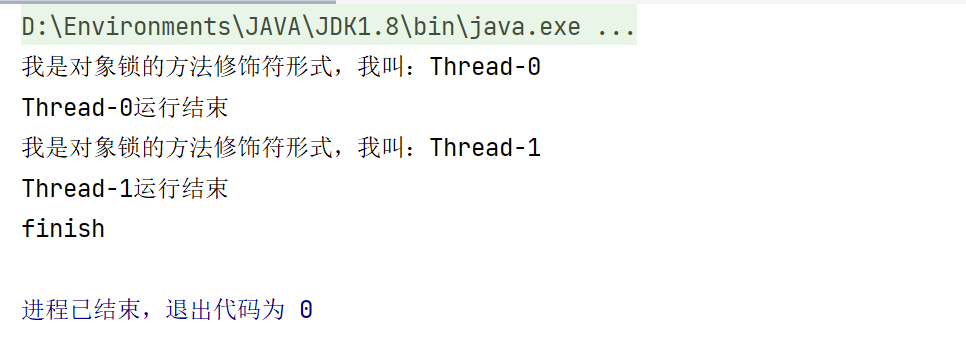 D:\Environments\JAVA\JDK1.8\bin\java.exe ...
我是对象锁的方法修饰符形式，我叫：Thread-0
Thread-0运行结束
我是对象锁的方法修饰符形式，我叫：Thread-1
Thread-1运行结束
finish
进程已结束，退出代码为 0